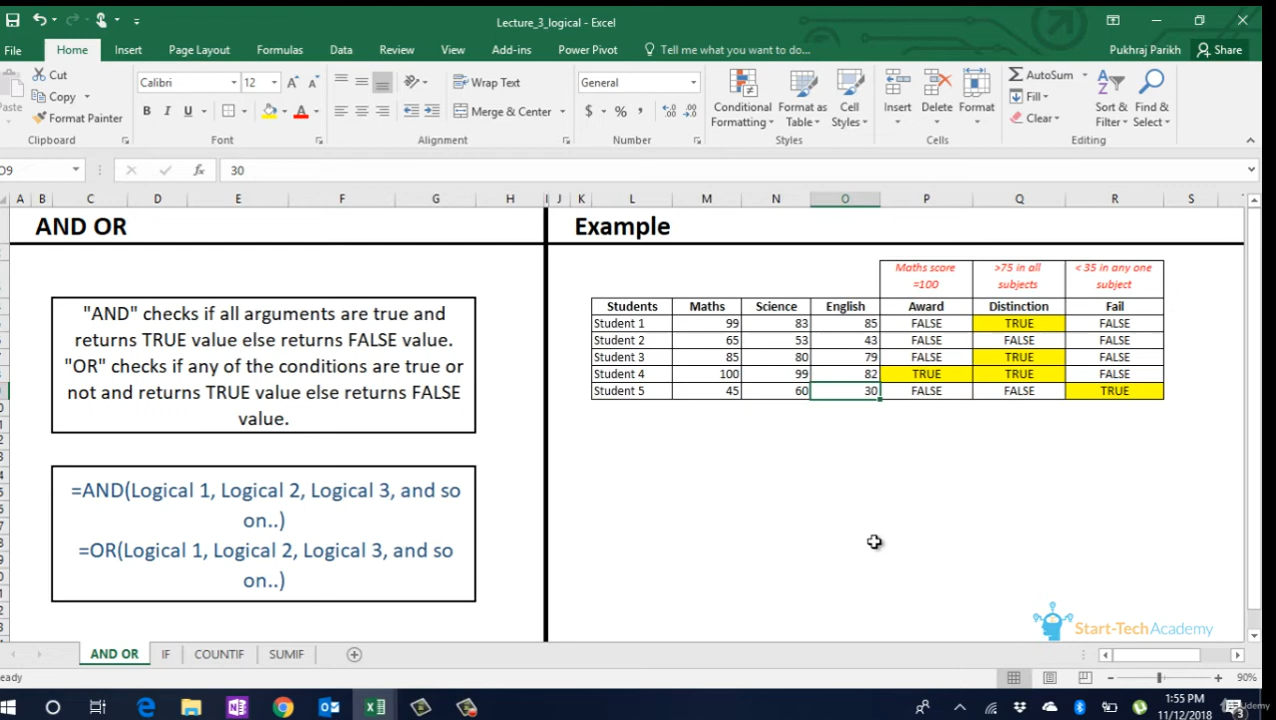 Lecture_3_logical - Excel
File Home Insert Page Layout Formulas Data Review View Add-ins Power Pivot Tell me what you want to do... Pukhraj Parikh Share
Cut
Copy
Format Painter
Paste
Clipboard
Calibri 12
B I U A
Font
Wrap Text
Merge & Center
Alignment
General
$ % ,
Number
Conditional Formatting
Format as Table
Cell Styles
Styles
Insert
Delete
Format
Cells
AutoSum
Fill
Clear
Sort & Filter
Find & Select
Editing
O9 fx 30
A B C D E F G H I J K L M N O P Q R S
AND OR
Example
"AND" checks if all arguments are true and
returns TRUE value else returns FALSE value.
"OR" checks if any of the conditions are true or
not and returns TRUE value else returns FALSE
value.
=AND(Logical 1, Logical 2, Logical 3, and so
on..)
=OR(Logical 1, Logical 2, Logical 3, and so
on..)
Maths score =100 >75 in all subjects < 35 in any one subject
Students Maths Science English Award Distinction Fail
Student 1 99 83 85 FALSE TRUE FALSE
Student 2 65 53 43 FALSE FALSE FALSE
Student 3 85 80 79 FALSE TRUE FALSE
Student 4 100 99 82 TRUE TRUE FALSE
Student 5 45 60 30 FALSE FALSE TRUE
Start-TechAcademy
AND OR IF COUNTIF SUMIF
eady
90%
1:55 PM
11/12/2018
Udemy